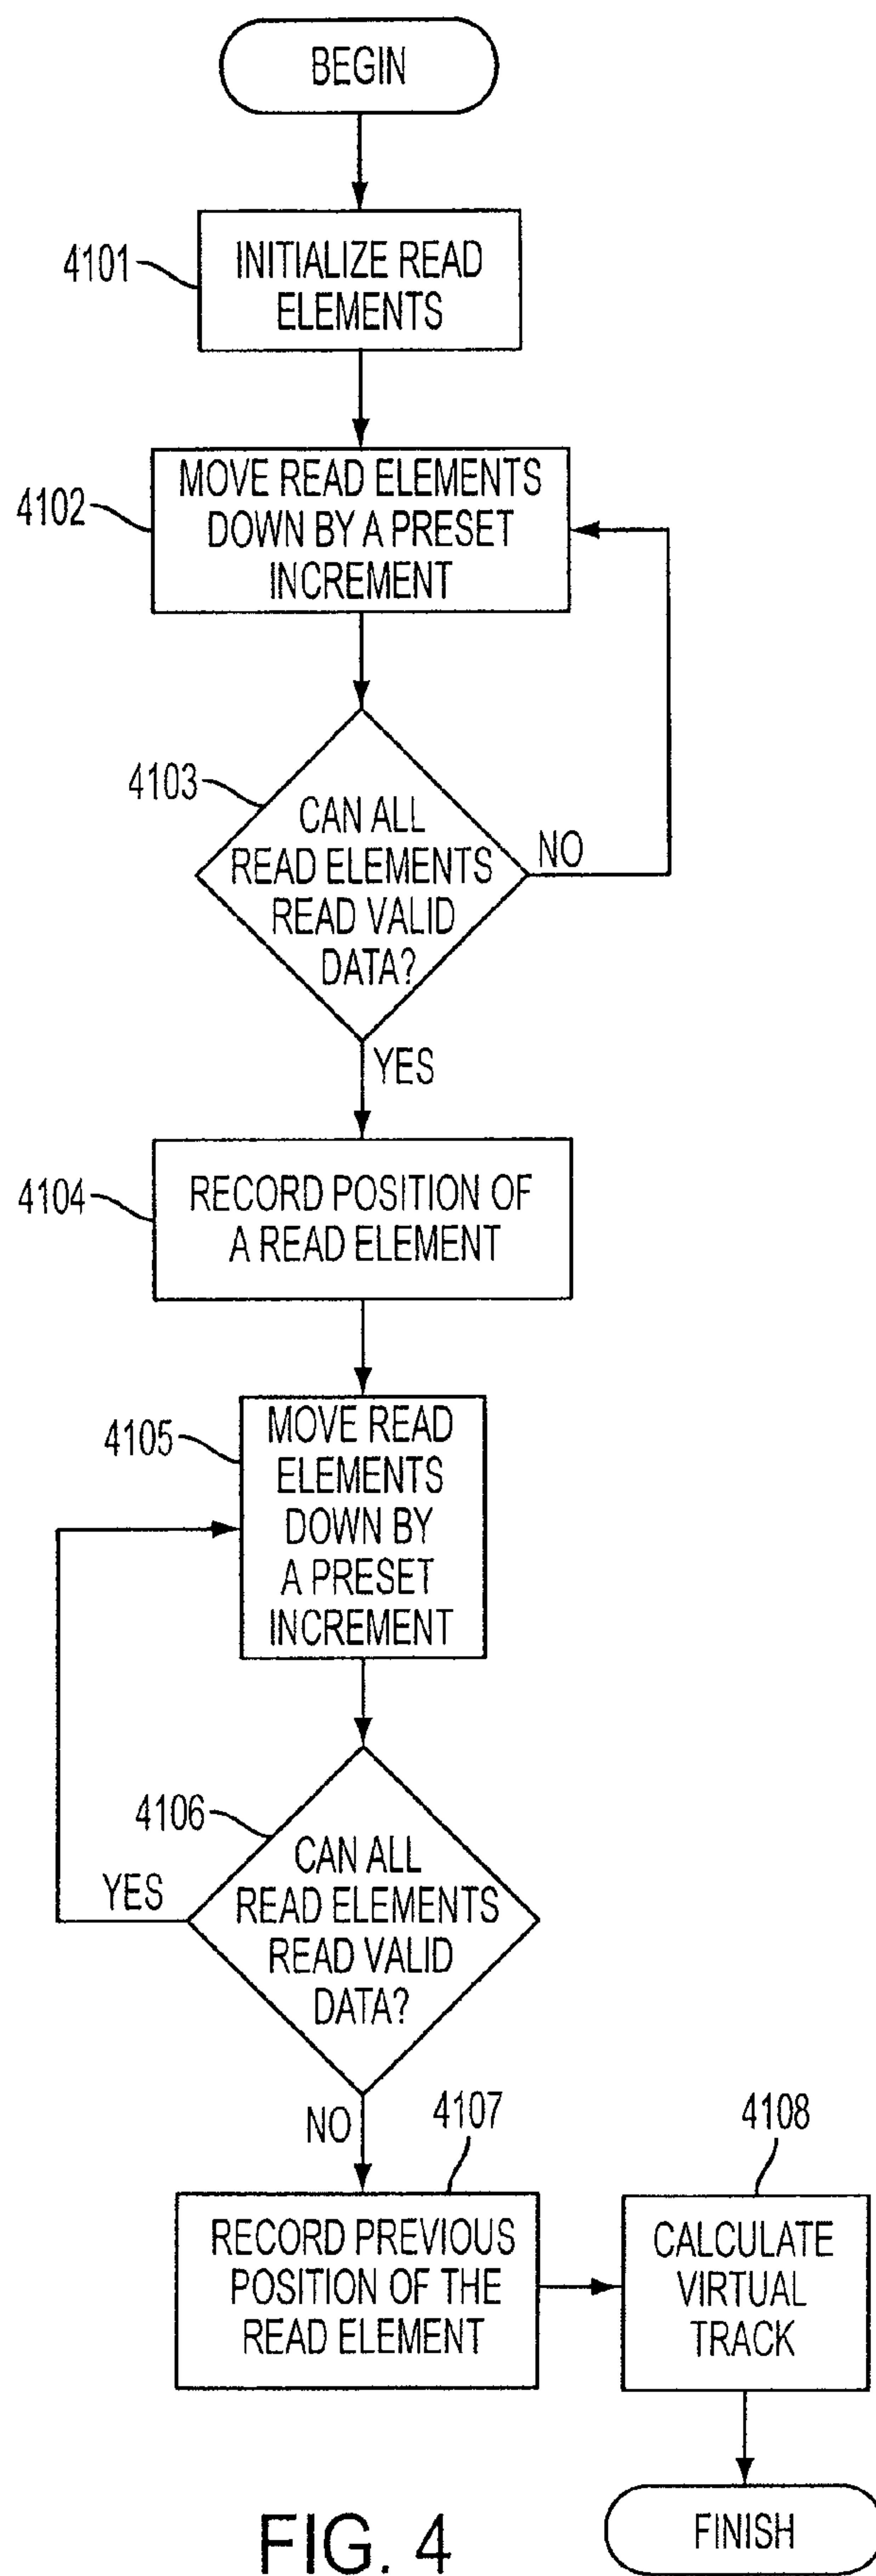 BEGIN
4101
INITIALIZE READ
ELEMENTS
4102
MOVE READ ELEMENTS
DOWN BY A PRESET
INCREMENT
4103
CAN ALL
READ ELEMENTS
READ VALID
DATA?
NO
YES
4104
RECORD POSITION OF
A READ ELEMENT
4105
MOVE READ
ELEMENTS
DOWN BY
A PRESET
INCREMENT
4106
CAN ALL
READ ELEMENTS
READ VALID
DATA?
YES
NO
4107
RECORD PREVIOUS
POSITION OF THE
READ ELEMENT
4108
CALCULATE
VIRTUAL
TRACK
FINISH
FIG. 4